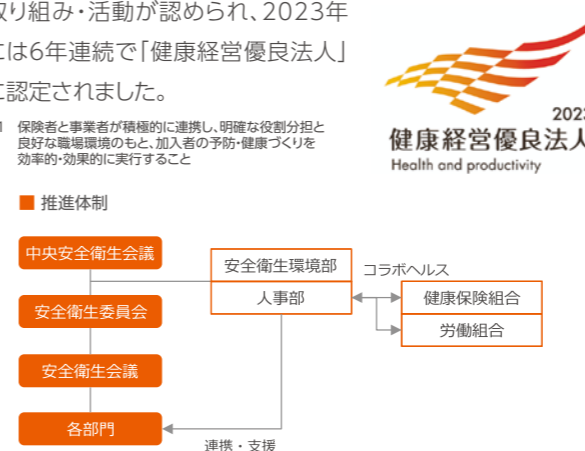 取り組み・活動が認められ、2023年
には6年連続で「健康経営優良法人」
に認定されました。
1 保険者と事業者が積極的に連携し、明確な役割分担と
良好な職場環境のもと、加入者の予防・健康づくりを
効率的・効果的に実行すること
2023
健康経営優良法人
Health and productivity
■ 推進体制
中央安全衛生会議
安全衛生委員会
安全衛生会議
各部門
安全衛生環境部
人事部
コラボヘルス
健康保険組合
労働組合
連携・支援